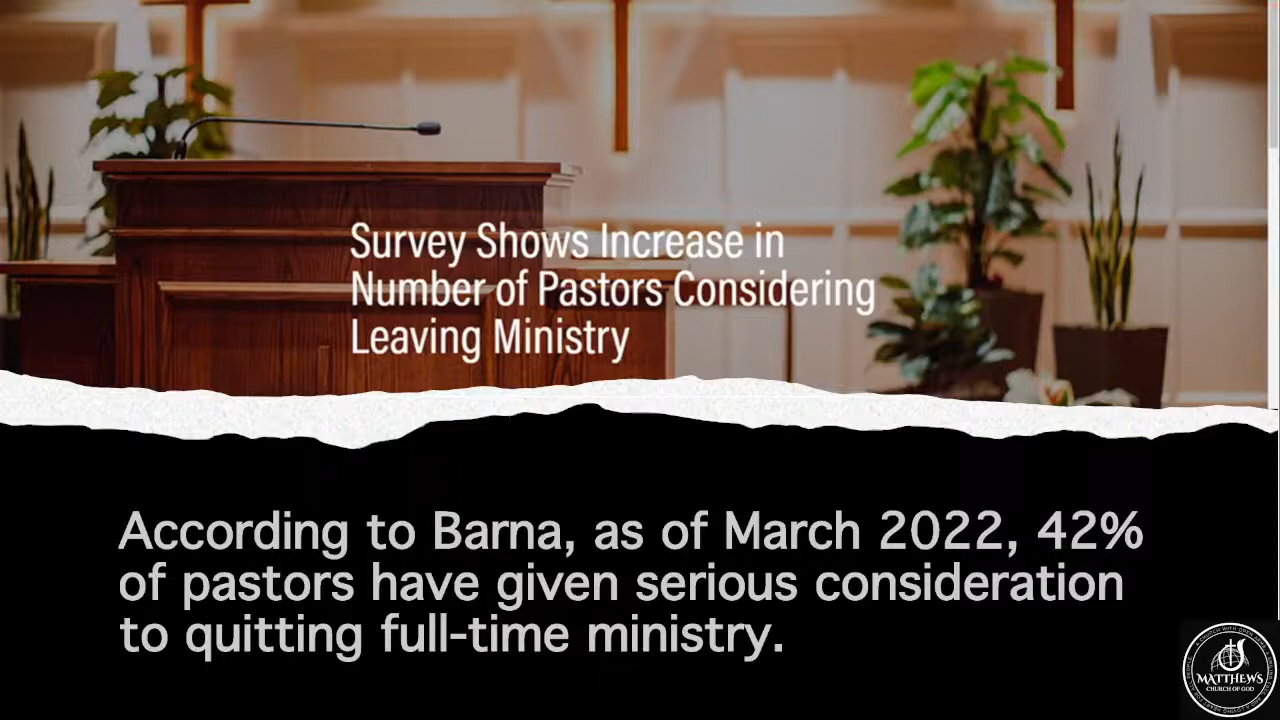 Survey Shows Increase in
Number of Pastors Considering
Leaving Ministry
According to Barna, as of March 2022, 42%
of pastors have given serious consideration
to quitting full-time ministry.
MATTHEWS
CHURCH OF GOD